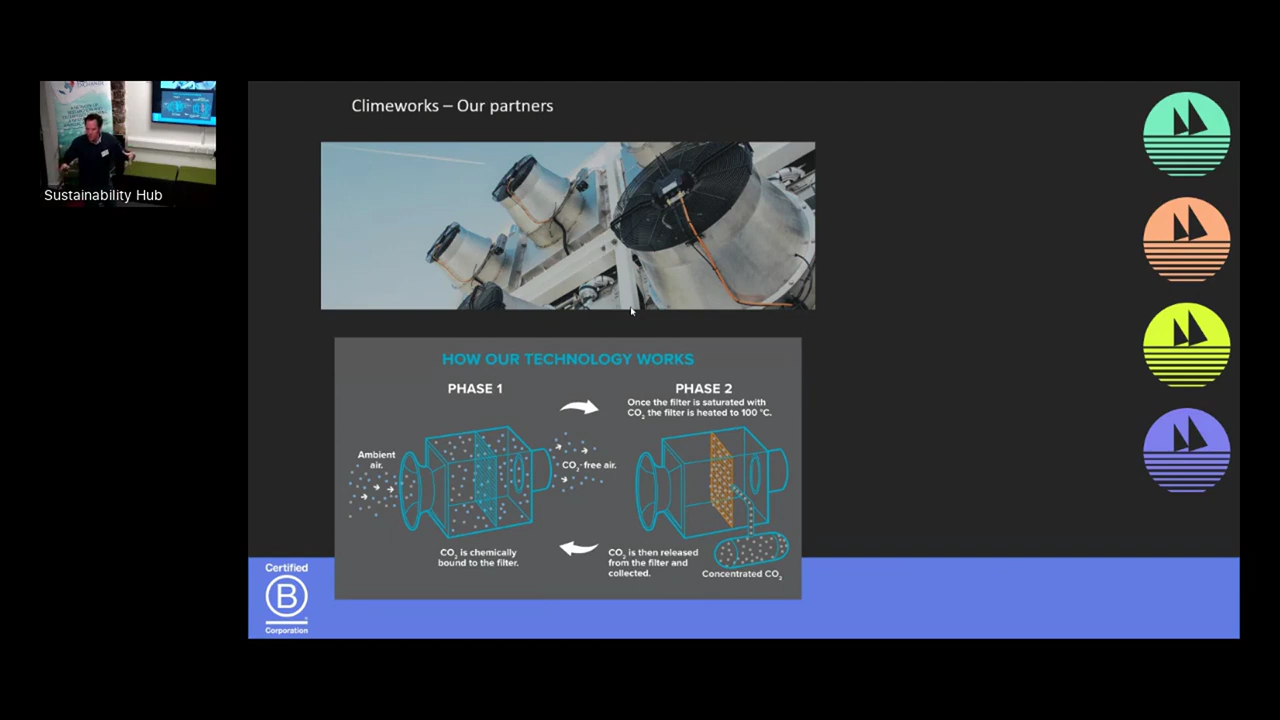 Climeworks – Our partners
Sustainability Hub
HOW OUR TECHNOLOGY WORKS
PHASE 1
PHASE 2
Once the filter is saturated with
CO₂ the filter is heated to 100 °C.
Ambient
air.
CO₂-free air.
CO₂ is chemically
bound to the filter.
CO₂ is then released
from the filter and
collected.
Concentrated CO₂
Certified
B
Corporation